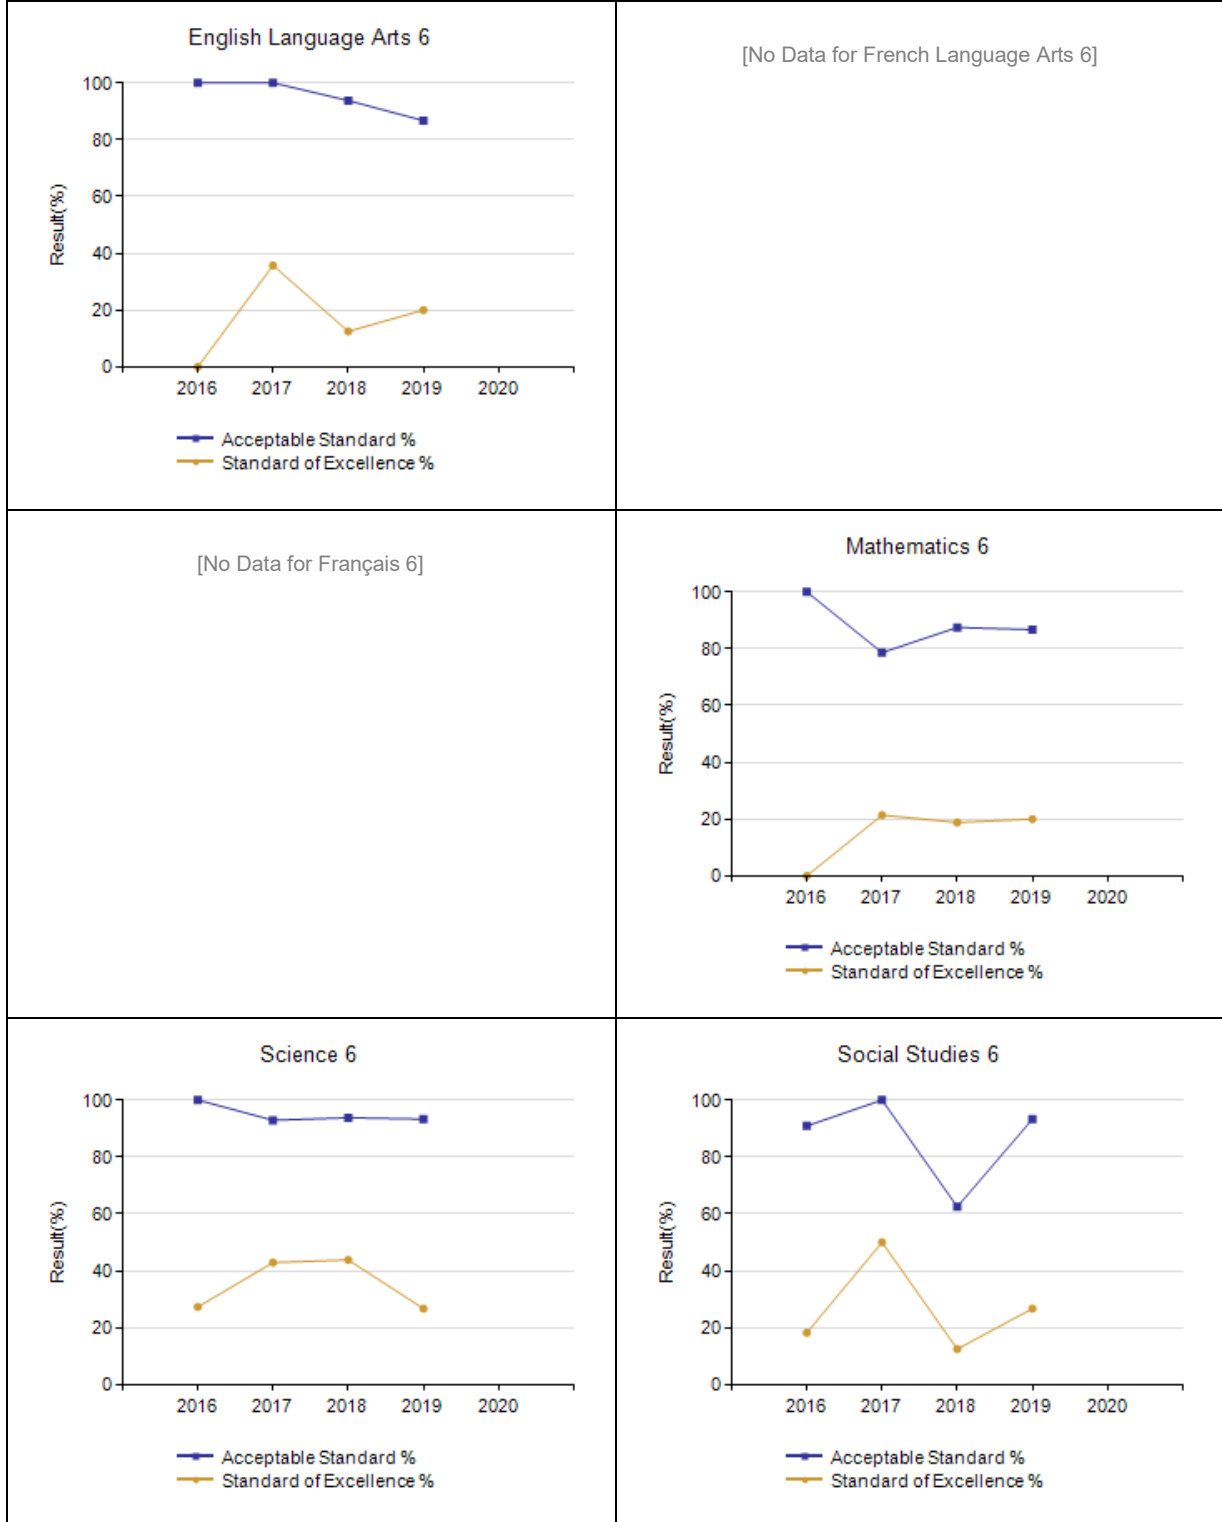 English Language Arts 6
100
80
60
40
20
0
Result(%)
2016 2017 2018 2019 2020
Acceptable Standard %
Standard of Excellence %
[No Data for French Language Arts 6]
[No Data for Français 6]
Mathematics 6
100
80
60
40
20
0
Result(%)
2016 2017 2018 2019 2020
Acceptable Standard %
Standard of Excellence %
Science 6
100
80
60
40
20
0
Result(%)
2016 2017 2018 2019 2020
Acceptable Standard %
Standard of Excellence %
Social Studies 6
100
80
60
40
20
0
Result(%)
2016 2017 2018 2019 2020
Acceptable Standard %
Standard of Excellence %